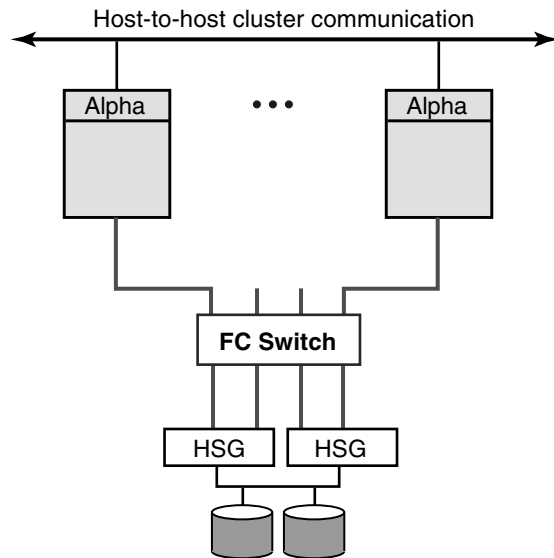 Host-to-host cluster communication
Alpha
Alpha
FC Switch
HSG
HSG